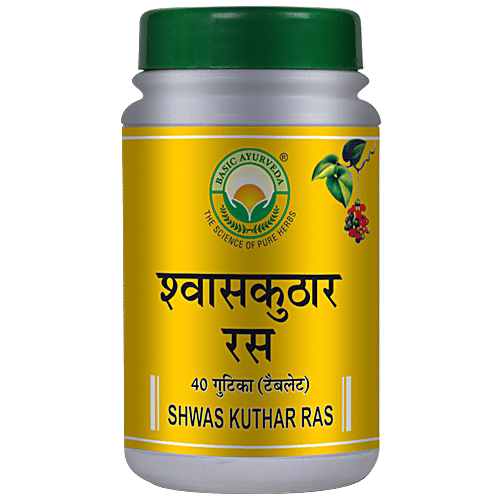 BASIC AYURVEDA ®
THE SCIENCE OF PURE HERBS
श्वासकुठार
रस
40 गुटिका (टैबलेट)
SHWAS KUTHAR RAS